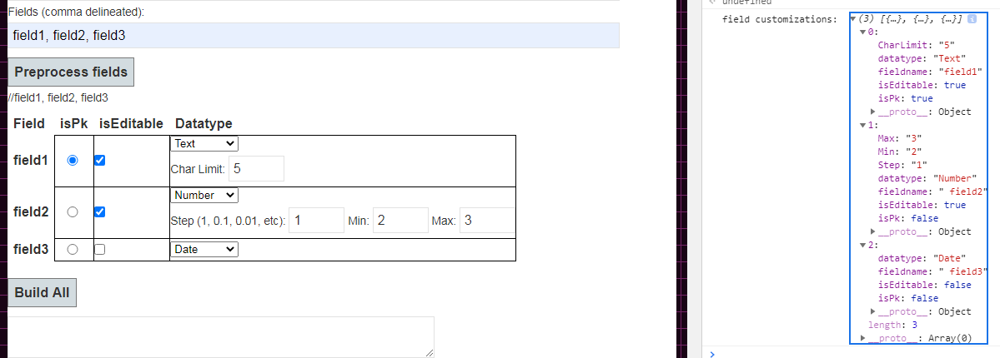 Fields (comma delineated):
field1, field2, field3
Preprocess fields
//field1, field2, field3
Field isPk isEditable Datatype
field1 Text
Char Limit: 5
field2 Number
Step (1, 0.1, 0.01, etc): 1 Min: 2 Max: 3
field3 Date
Build All
undefined
field customizations: (3) [{…}, {…}, {…}] i
0:
CharLimit: "5"
datatype: "Text"
fieldname: "field1"
isEditable: true
isPk: true
__proto__: Object
1:
Max: "3"
Min: "2"
Step: "1"
datatype: "Number"
fieldname: " field2"
isEditable: true
isPk: false
__proto__: Object
2:
datatype: "Date"
fieldname: " field3"
isEditable: false
isPk: false
__proto__: Object
length: 3
__proto__: Array(0)